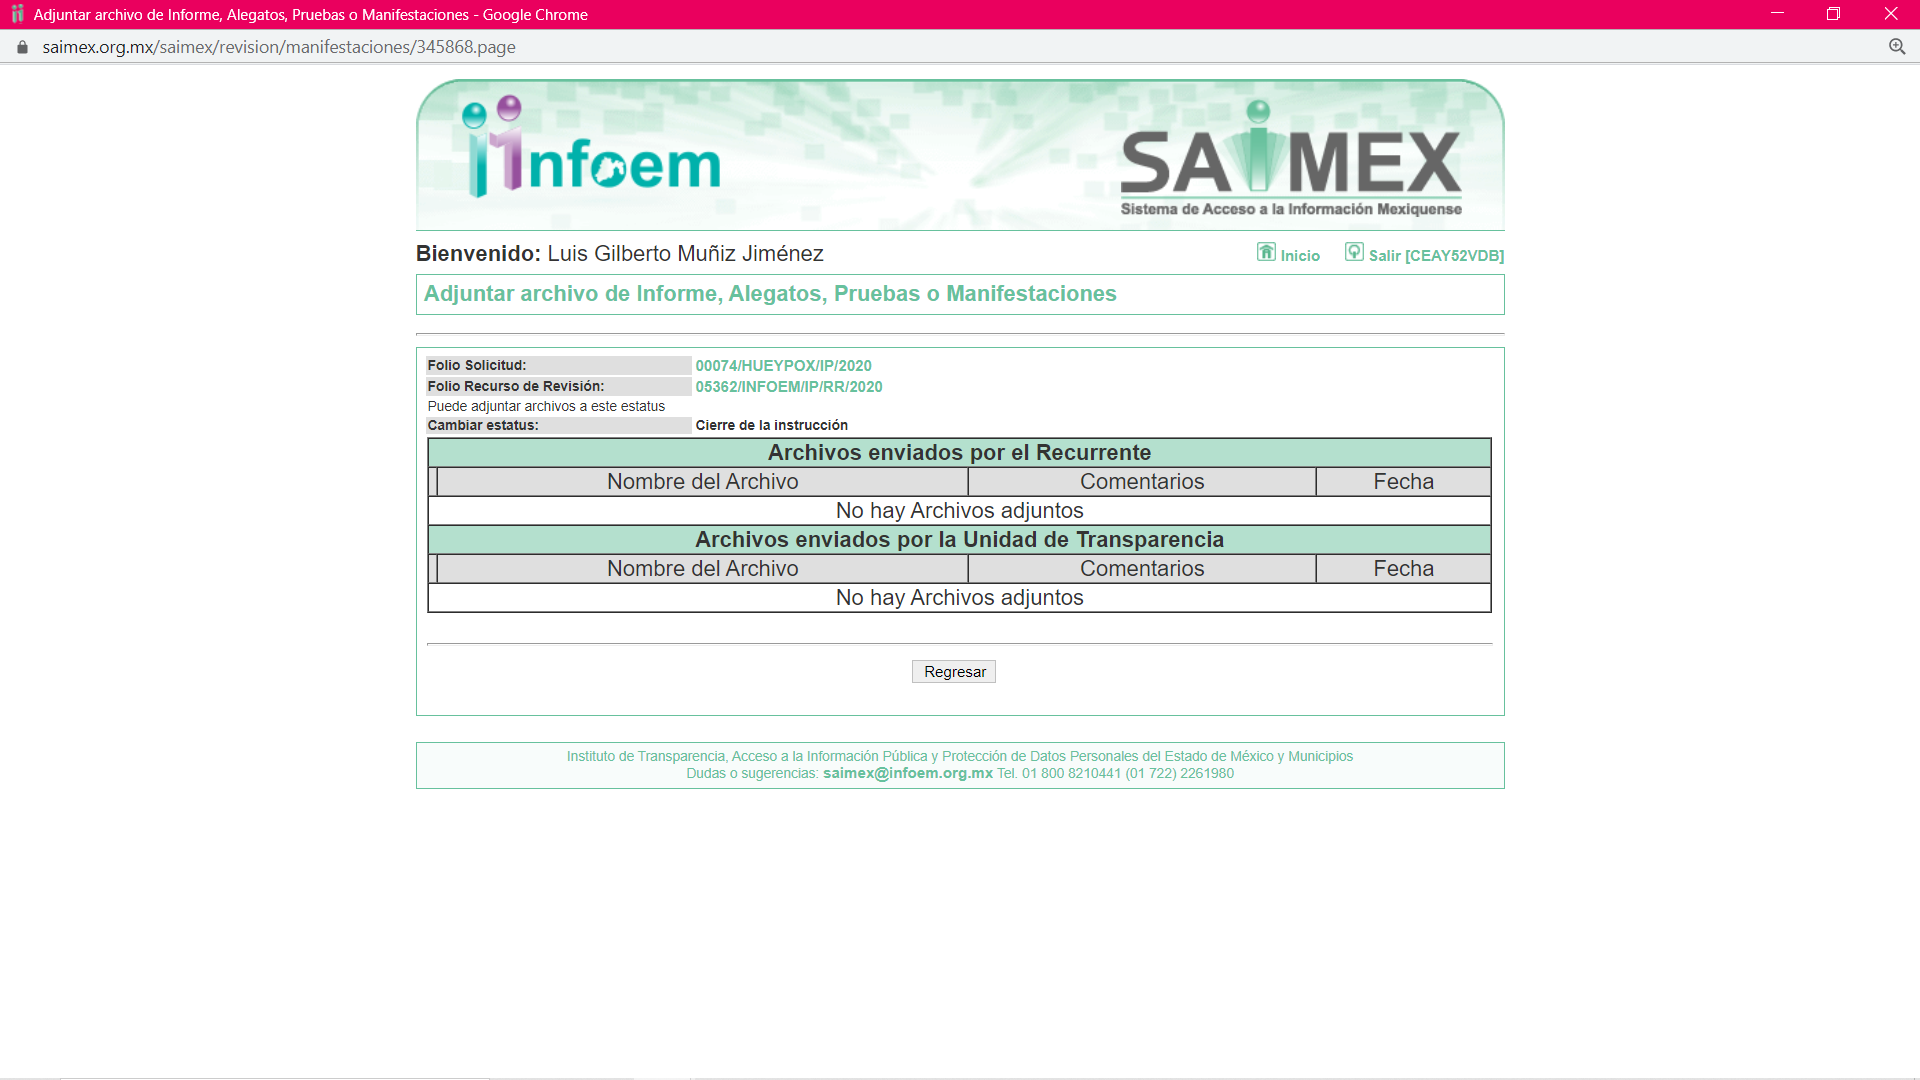 Adjuntar archivo de Informe, Alegatos, Pruebas o Manifestaciones - Google Chrome
saimex.org.mx/saimex/revision/manifestaciones/345868.page
infoem
SAIMEX
Sistema de Acceso a la Información Mexiquense
Bienvenido: Luis Gilberto Muñiz Jiménez
Inicio Salir [CEAY52VDB]
Adjuntar archivo de Informe, Alegatos, Pruebas o Manifestaciones
Folio Solicitud: 00074/HUEYPOX/IP/2020
Folio Recurso de Revisión: 05362/INFOEM/IP/RR/2020
Puede adjuntar archivos a este estatus
Cambiar estatus: Cierre de la instrucción
Archivos enviados por el Recurrente
Nombre del Archivo Comentarios Fecha
No hay Archivos adjuntos
Archivos enviados por la Unidad de Transparencia
Nombre del Archivo Comentarios Fecha
No hay Archivos adjuntos
Regresar
Instituto de Transparencia, Acceso a la Información Pública y Protección de Datos Personales del Estado de México y Municipios
Dudas o sugerencias: saimex@infoem.org.mx Tel. 01 800 8210441 (01 722) 2261980